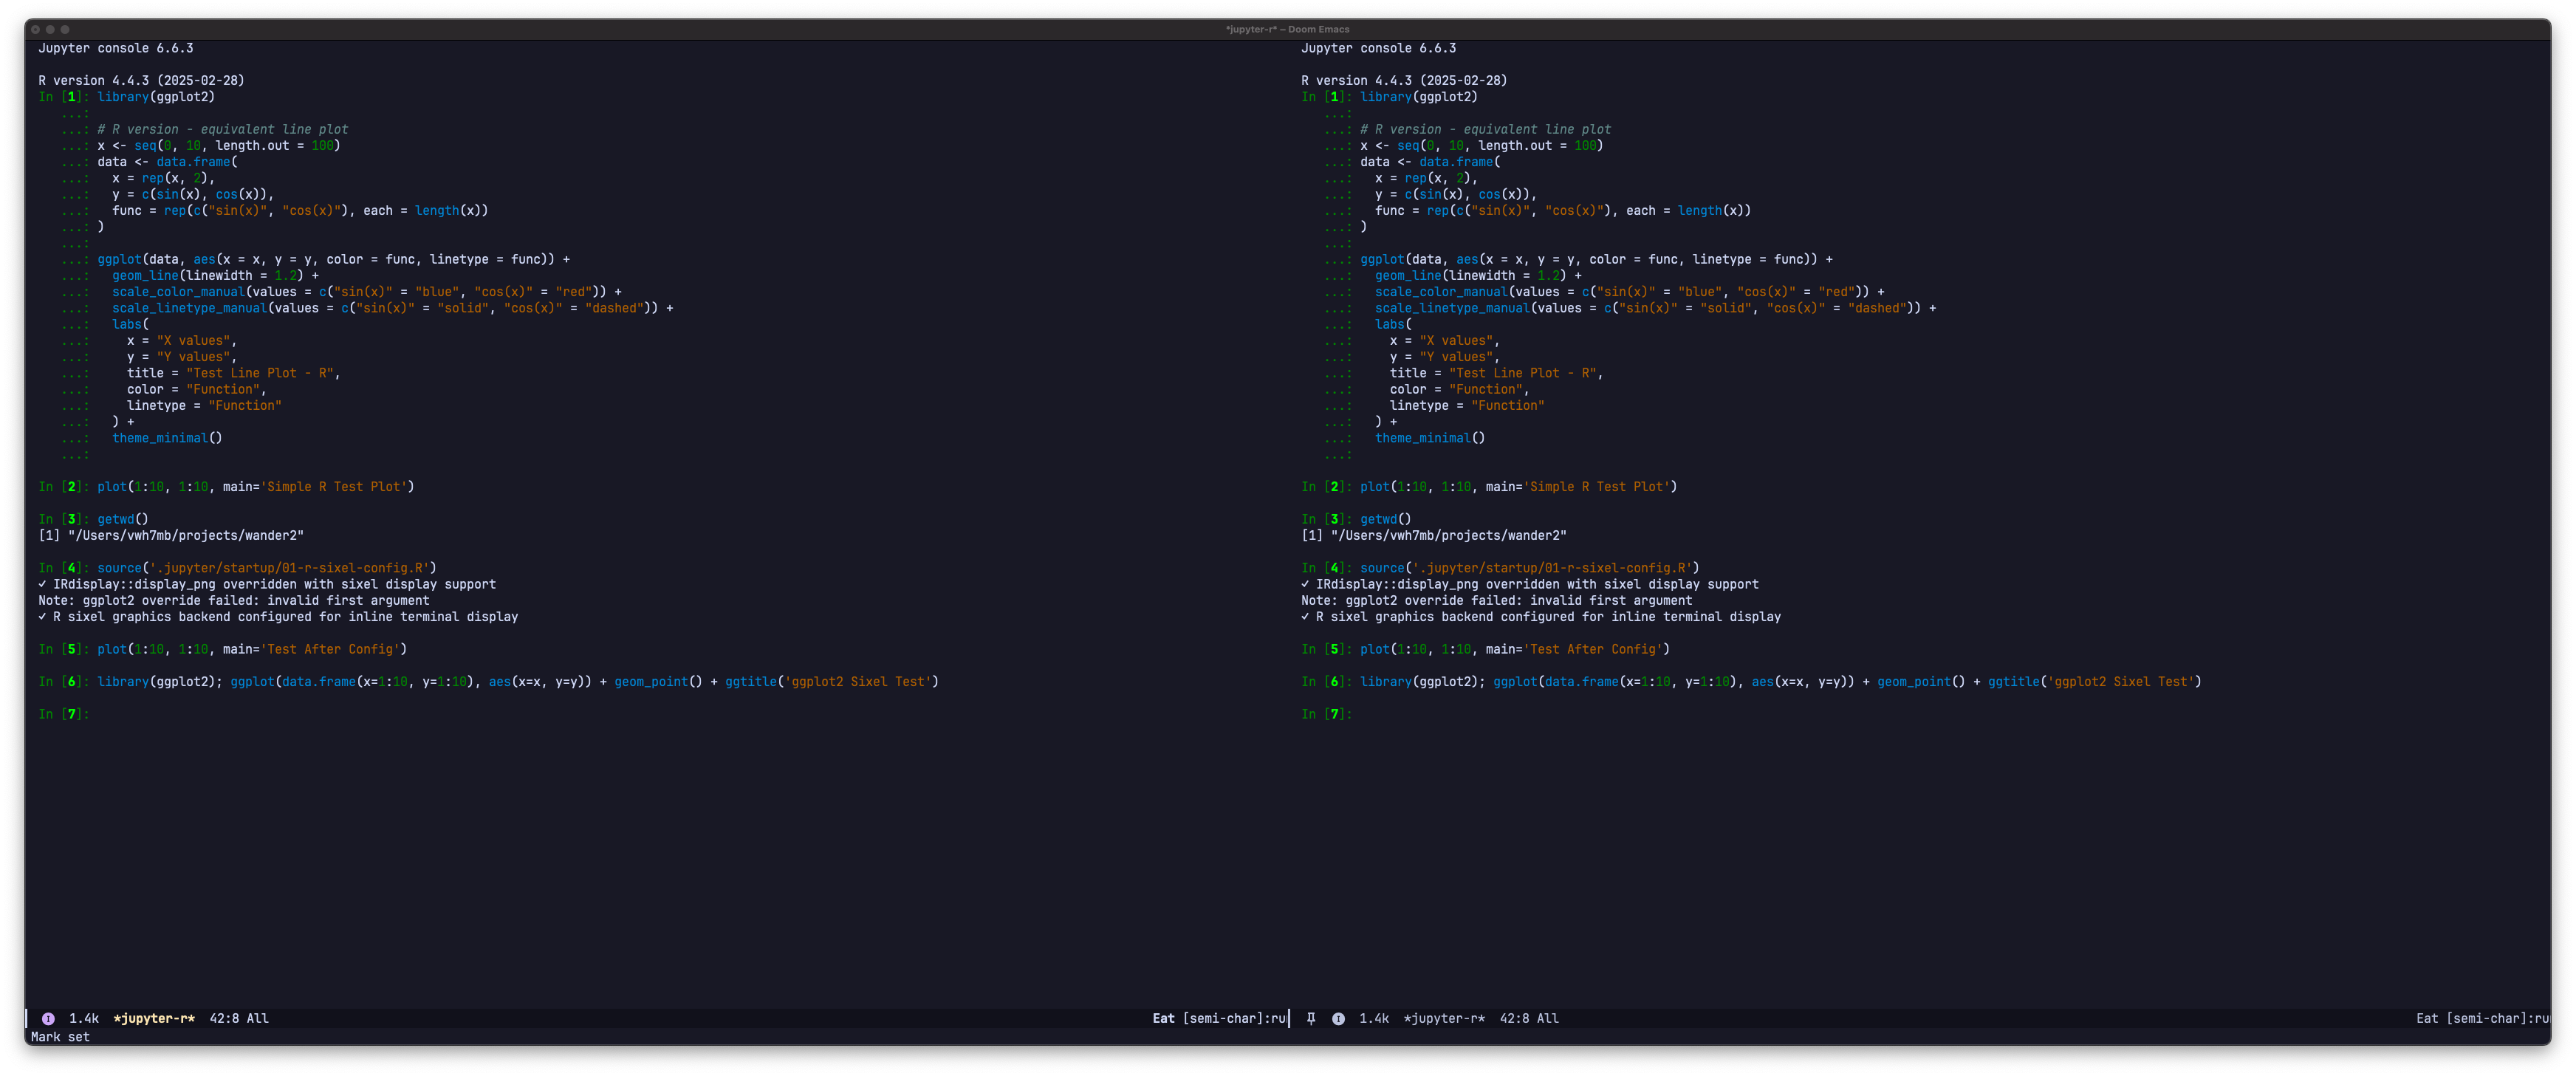 *jupyter-r* – Doom Emacs
Jupyter console 6.6.3
R version 4.4.3 (2025-02-28)
In [1]: library(ggplot2)
...:
...: # R version - equivalent line plot
...: x <- seq(0, 10, length.out = 100)
...: data <- data.frame(
...:   x = rep(x, 2),
...:   y = c(sin(x), cos(x)),
...:   func = rep(c("sin(x)", "cos(x)"), each = length(x))
...: )
...:
...: ggplot(data, aes(x = x, y = y, color = func, linetype = func)) +
...:   geom_line(linewidth = 1.2) +
...:   scale_color_manual(values = c("sin(x)" = "blue", "cos(x)" = "red")) +
...:   scale_linetype_manual(values = c("sin(x)" = "solid", "cos(x)" = "dashed")) +
...:   labs(
...:     x = "X values",
...:     y = "Y values",
...:     title = "Test Line Plot - R",
...:     color = "Function",
...:     linetype = "Function"
...:   ) +
...:   theme_minimal()
...:
In [2]: plot(1:10, 1:10, main='Simple R Test Plot')
In [3]: getwd()
[1] "/Users/vwh7mb/projects/wander2"
In [4]: source('.jupyter/startup/01-r-sixel-config.R')
✓ IRdisplay::display_png overridden with sixel display support
Note: ggplot2 override failed: invalid first argument
✓ R sixel graphics backend configured for inline terminal display
In [5]: plot(1:10, 1:10, main='Test After Config')
In [6]: library(ggplot2); ggplot(data.frame(x=1:10, y=1:10), aes(x=x, y=y)) + geom_point() + ggtitle('ggplot2 Sixel Test')
In [7]:
I 1.4k *jupyter-r* 42:8 All Eat [semi-char]:ru
Jupyter console 6.6.3
R version 4.4.3 (2025-02-28)
In [1]: library(ggplot2)
...:
...: # R version - equivalent line plot
...: x <- seq(0, 10, length.out = 100)
...: data <- data.frame(
...:   x = rep(x, 2),
...:   y = c(sin(x), cos(x)),
...:   func = rep(c("sin(x)", "cos(x)"), each = length(x))
...: )
...:
...: ggplot(data, aes(x = x, y = y, color = func, linetype = func)) +
...:   geom_line(linewidth = 1.2) +
...:   scale_color_manual(values = c("sin(x)" = "blue", "cos(x)" = "red")) +
...:   scale_linetype_manual(values = c("sin(x)" = "solid", "cos(x)" = "dashed")) +
...:   labs(
...:     x = "X values",
...:     y = "Y values",
...:     title = "Test Line Plot - R",
...:     color = "Function",
...:     linetype = "Function"
...:   ) +
...:   theme_minimal()
...:
In [2]: plot(1:10, 1:10, main='Simple R Test Plot')
In [3]: getwd()
[1] "/Users/vwh7mb/projects/wander2"
In [4]: source('.jupyter/startup/01-r-sixel-config.R')
✓ IRdisplay::display_png overridden with sixel display support
Note: ggplot2 override failed: invalid first argument
✓ R sixel graphics backend configured for inline terminal display
In [5]: plot(1:10, 1:10, main='Test After Config')
In [6]: library(ggplot2); ggplot(data.frame(x=1:10, y=1:10), aes(x=x, y=y)) + geom_point() + ggtitle('ggplot2 Sixel Test')
In [7]:
I 1.4k *jupyter-r* 42:8 All Eat [semi-char]:ru
Mark set